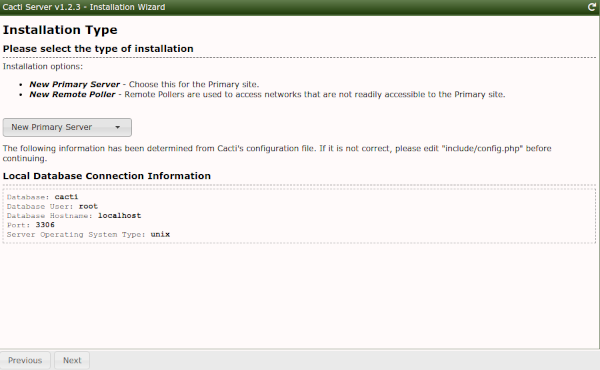 Cacti Server v1.2.3 - Installation Wizard
Installation Type
Please select the type of installation
Installation options:
New Primary Server - Choose this for the Primary site.
New Remote Poller - Remote Pollers are used to access networks that are not readily accessible to the Primary site.
New Primary Server
The following information has been determined from Cacti's configuration file. If it is not correct, please edit "include/config.php" before
continuing.
Local Database Connection Information
Database: cacti
Database User: root
Database Hostname: localhost
Port: 3306
Server Operating System Type: unix
Previous Next